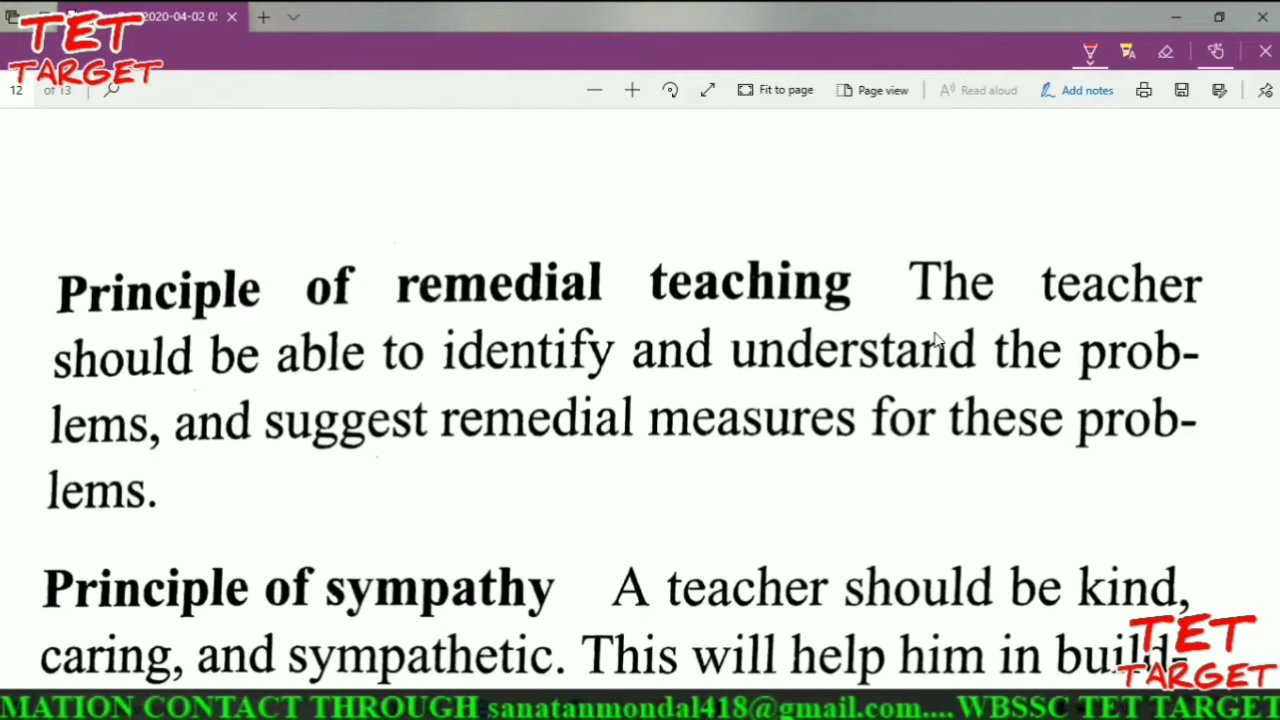 2020-04-02 0
TET
TARGET
12 of 13
Fit to page
Page view
Read aloud
Add notes
Principle of remedial teaching The teacher
should be able to identify and understand the prob-
lems, and suggest remedial measures for these prob-
lems.
Principle of sympathy A teacher should be kind,
caring, and sympathetic. This will help him in build-
TET
TARGET
MATION CONTACT THROUGH sanatanmondal418@gmail.com.... WBSSC TET TARGET